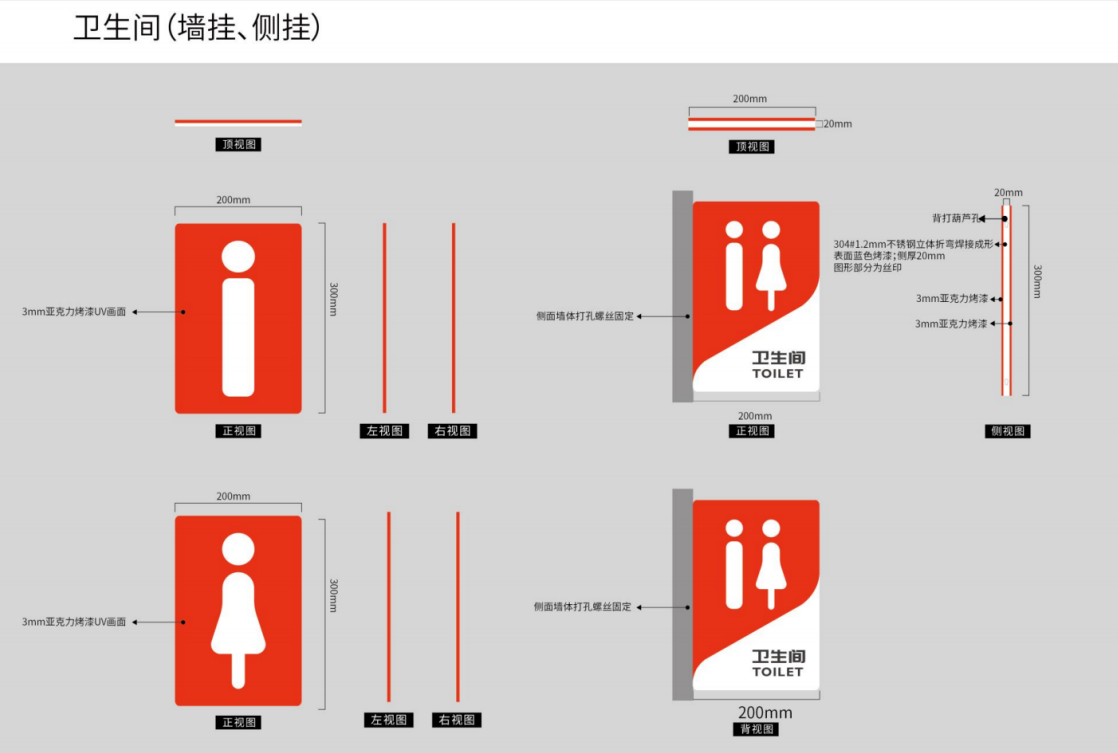 卫生间(墙挂、侧挂)
顶视图
200mm
20mm
顶视图
200mm
300mm
3mm亚克力烤漆UV画面
正视图
左视图
右视图
侧面墙体打孔螺丝固定
卫生间
TOILET
200mm
正视图
20mm
背打葫芦孔
304#1.2mm不锈钢立体折弯焊接成形
表面蓝色烤漆;侧厚20mm
图形部分为丝印
3mm亚克力烤漆
3mm亚克力烤漆
300mm
侧视图
200mm
300mm
3mm亚克力烤漆UV画面
正视图
左视图
右视图
侧面墙体打孔螺丝固定
卫生间
TOILET
200mm
背视图